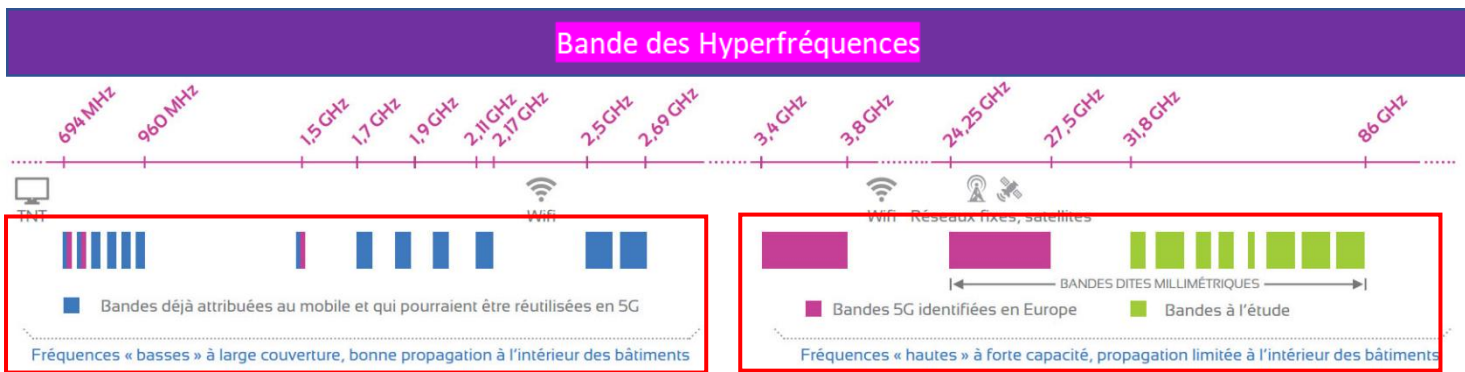 Bande des Hyperfréquences
694 MHz 960 MHz 1,5 GHz 1,7 GHz 1,9 GHz 2,11 GHz 2,17 GHz 2,5 GHz 2,69 GHz 3,4 GHz 3,8 GHz 24,25 GHz 27,5 GHz 31,8 GHz 86 GHz
TNT Wifi Wifi Réseaux fixes, satellites
BANDES DITES MILLIMÉTRIQUES
Bandes déjà attribuées au mobile et qui pourraient être réutilisées en 5G Bandes 5G identifiées en Europe Bandes à l'étude
Fréquences « basses » à large couverture, bonne propagation à l'intérieur des bâtiments Fréquences « hautes » à forte capacité, propagation limitée à l'intérieur des bâtiments